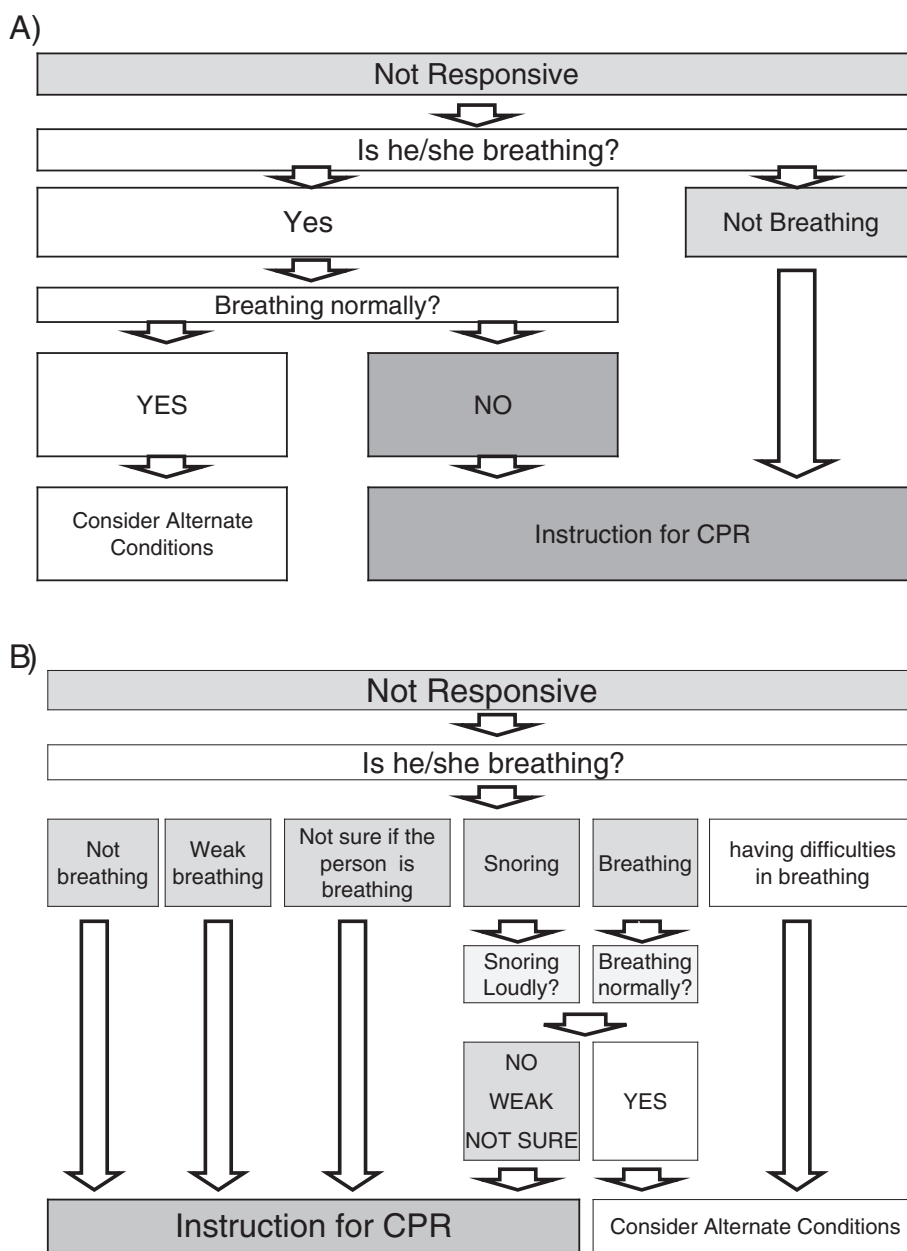 A)
Not Responsive
Is he/she breathing?
Yes
Not Breathing
Breathing normally?
YES
NO
Consider Alternate
Conditions
Instruction for CPR
B)
Not Responsive
Is he/she breathing?
Not
breathing
Weak
breathing
Not sure if the
person is
breathing
Snoring
Breathing
having difficulties
in breathing
Snoring
Loudly?
Breathing
normally?
NO
WEAK
NOT SURE
YES
Instruction for CPR
Consider Alternate Conditions